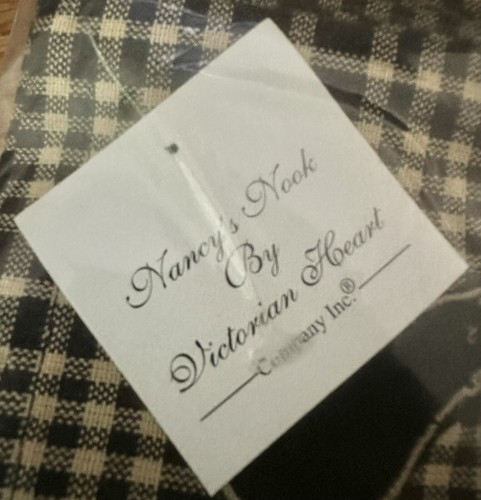 Nancy's Nook
By
Victorian Heart
Company Inc.®